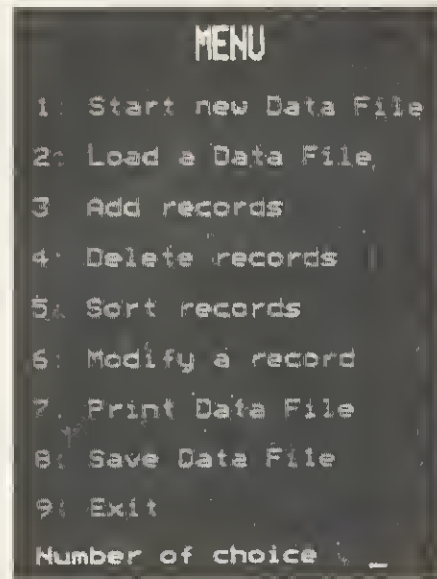 MENU
1: Start new Data File
2: Load a Data File
3 Add records
4: Delete records
5: Sort records
6: Modify a record
7. Print Data File
8: Save Data File
9: Exit
Number of choice : _